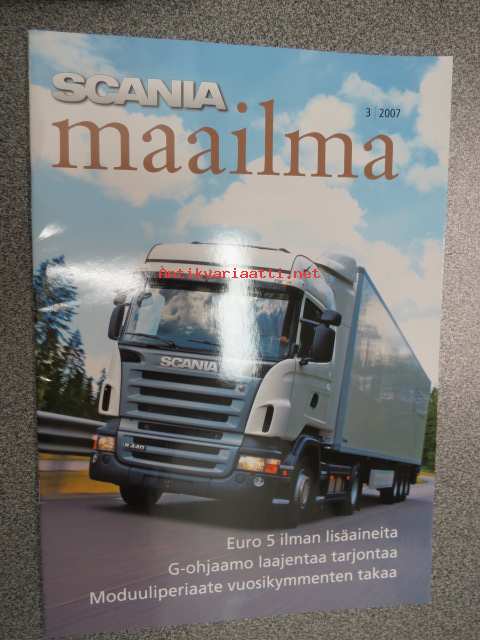 SCANIA
3 | 2007
maailma
Antikvariaatti.net
SCANIA
Euro 5 ilman lisäaineita
G-ohjaamo laajentaa tarjontaa
Moduuliperiaate vuosikymmenten takaa